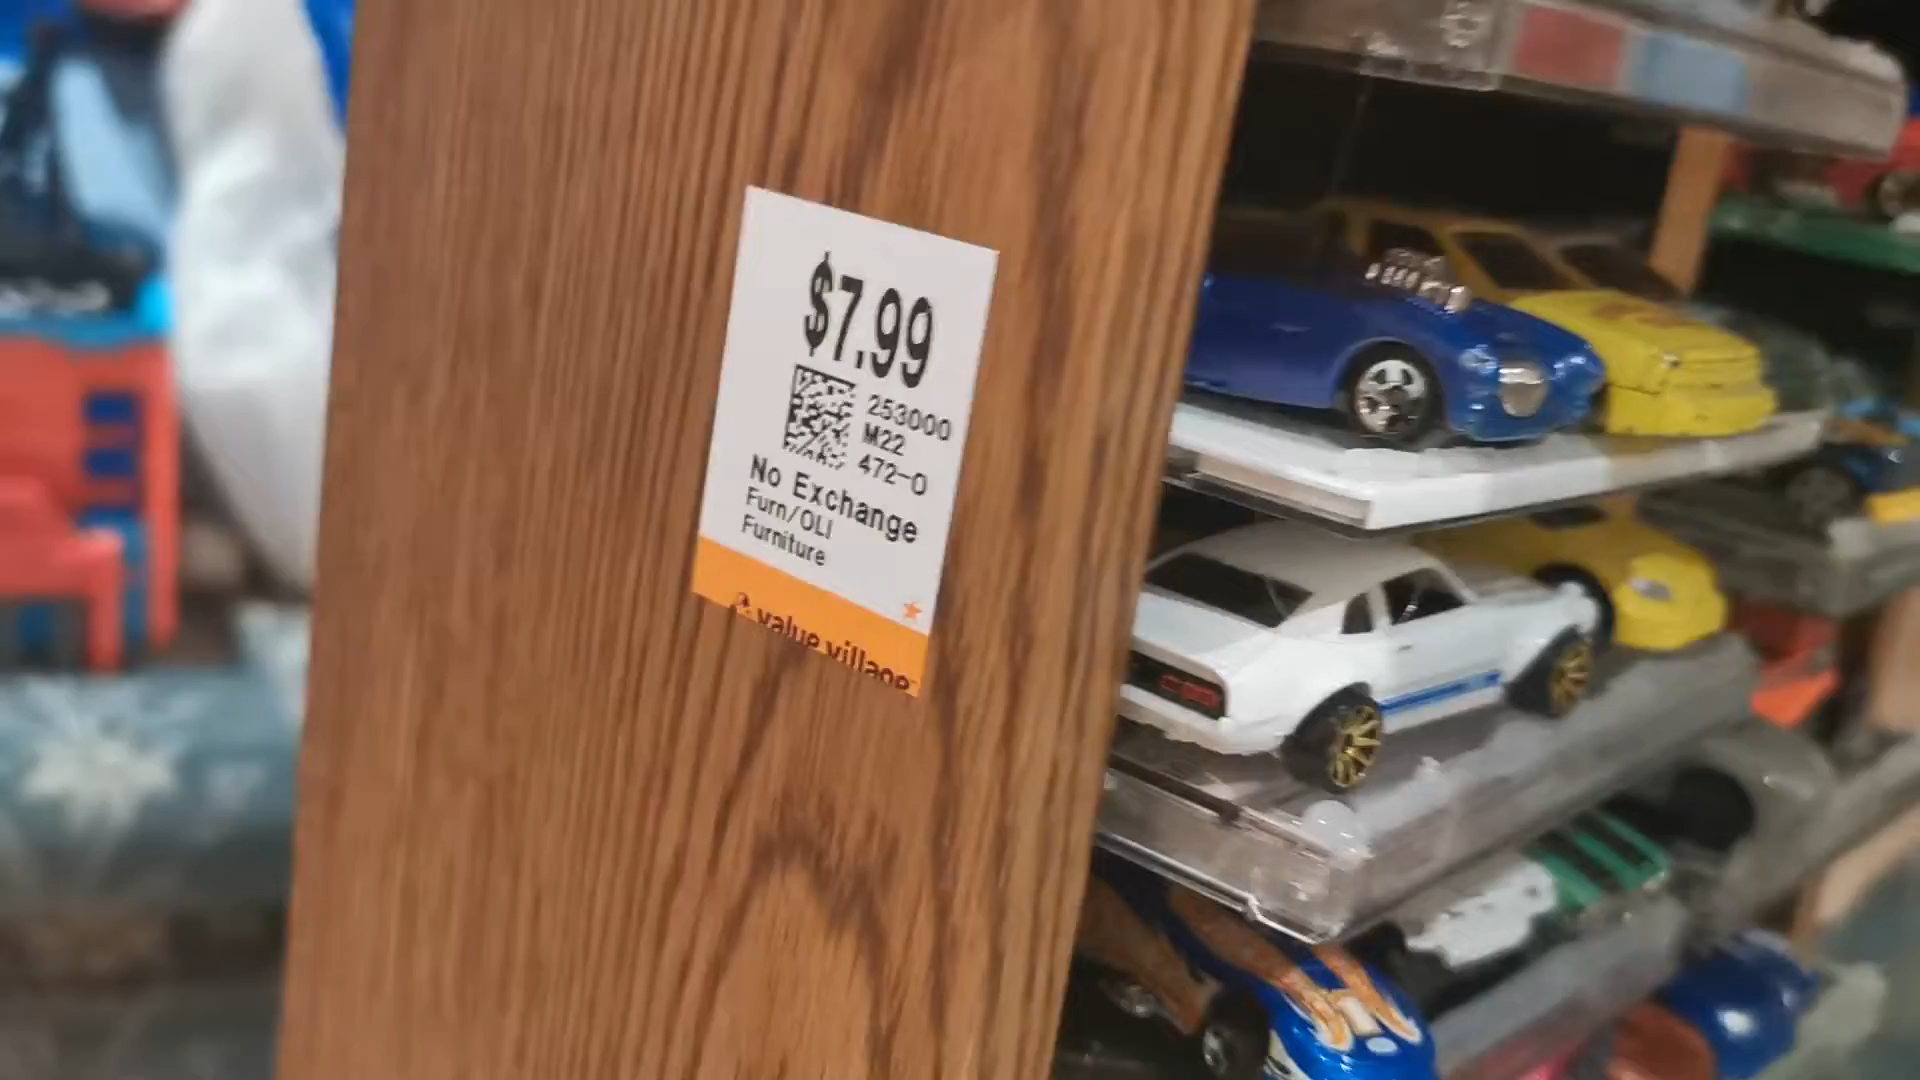 $7.99
253000
M22
472-0
No Exchange
Furn/OLI
Furniture
value village